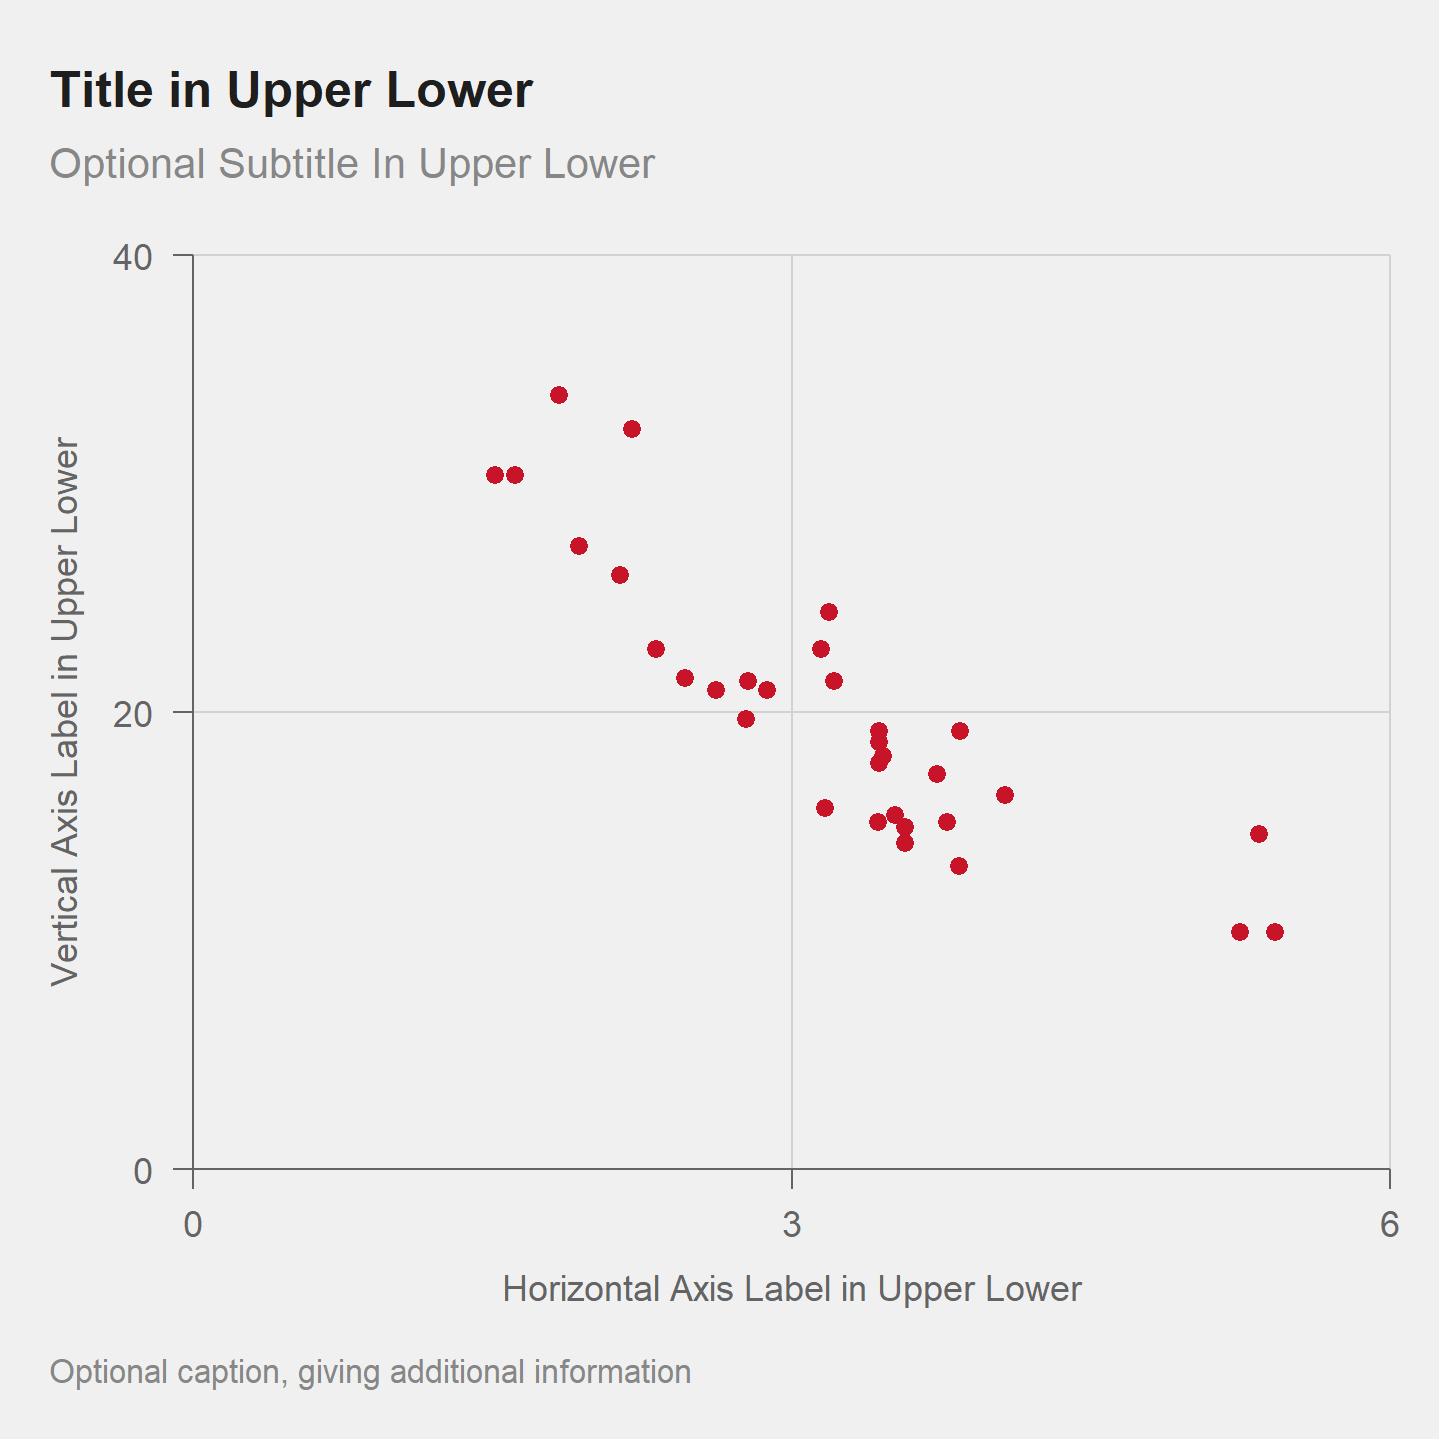 Title in Upper Lower
Optional Subtitle In Upper Lower
40
20
0
Vertical Axis Label in Upper Lower
0 3 6
Horizontal Axis Label in Upper Lower
Optional caption, giving additional information